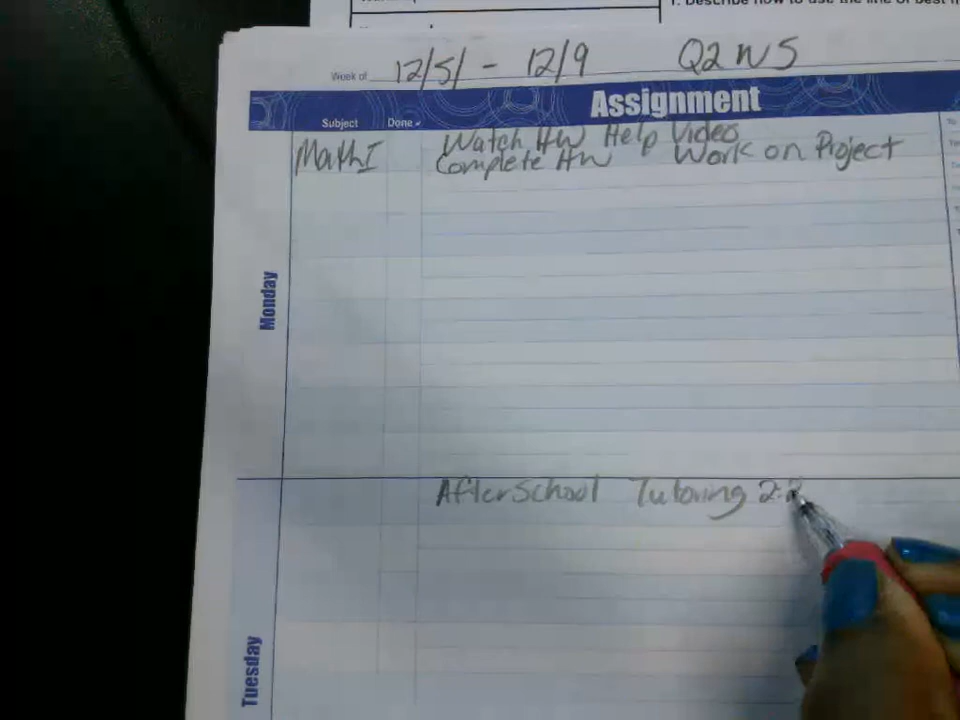 1. Describe how to use the line of best
Week of 12/5/ - 12/9 Q2 W5
Assignment
Subject Done
Math I Watch HW Help Video
Complete HW Work on Project
Monday
AfterSchool Tutoring 2:
Tuesday